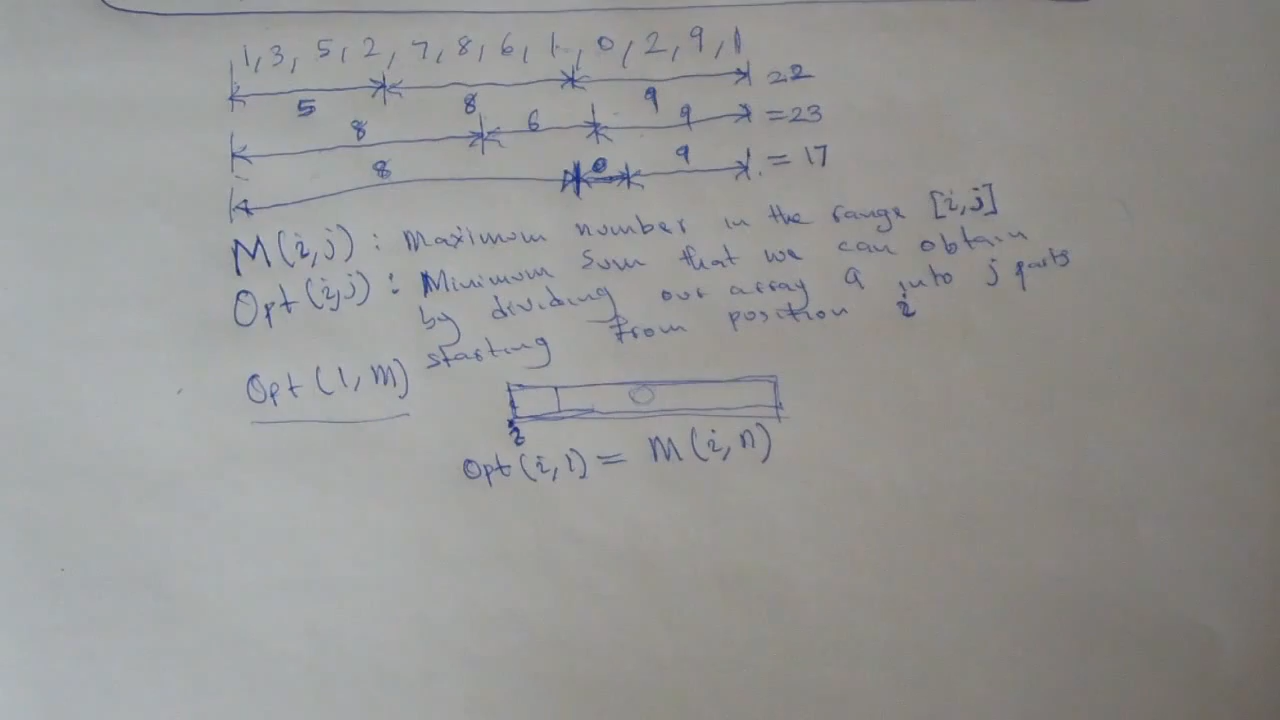 1, 3, 5, 2, 7, 8, 6, 1, 0, 2, 9, 1
5 8 9 = 22
8 6 9 = 23
8 0 9 = 17
M(i,j) : Maximum number in the range [i,j]
Opt(i,j) : Minimum sum that we can obtain
by dividing our array a into j parts
starting from position i
Opt(1,m)
i
Opt(i,1) = M(i,n)